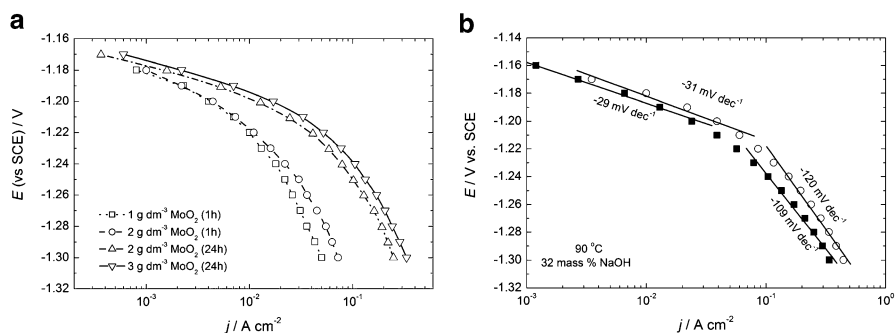 a
-1.16
-1.18
-1.20
-1.22
-1.24
-1.26
-1.28
-1.30
-1.32
E (vs SCE) / V
1 g dm⁻³ MoO₂ (1h)
2 g dm⁻³ MoO₂ (1h)
2 g dm⁻³ MoO₂ (24h)
3 g dm⁻³ MoO₂ (24h)
10⁻³
10⁻²
10⁻¹
j / A cm⁻²
b
-1.14
-1.16
-1.18
-1.20
-1.22
-1.24
-1.26
-1.28
-1.30
-1.32
E / V vs. SCE
-31 mV dec⁻¹
-29 mV dec⁻¹
-120 mV dec⁻¹
-109 mV dec⁻¹
90 °C
32 mass % NaOH
10⁻³
10⁻²
10⁻¹
10⁰
j / A cm⁻²